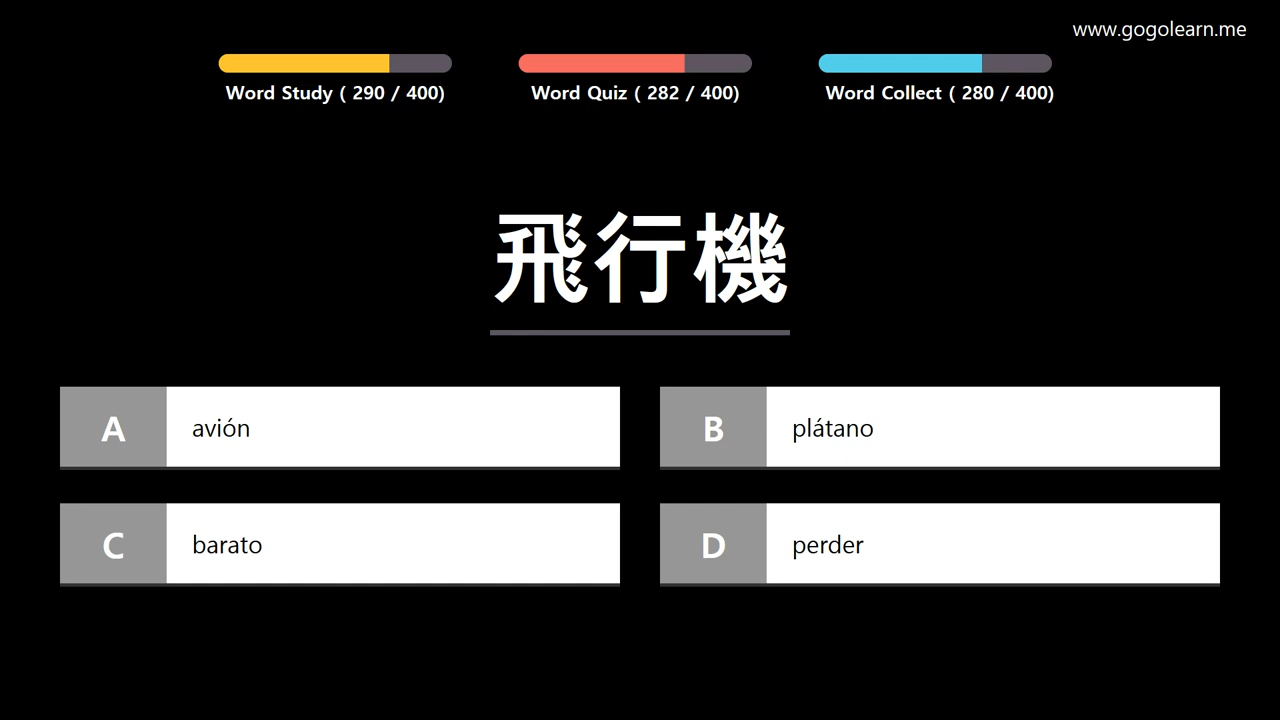 www.gogolearn.me
Word Study ( 290 / 400)
Word Quiz ( 282 / 400)
Word Collect ( 280 / 400)
飛行機
A avión
B plátano
C barato
D perder